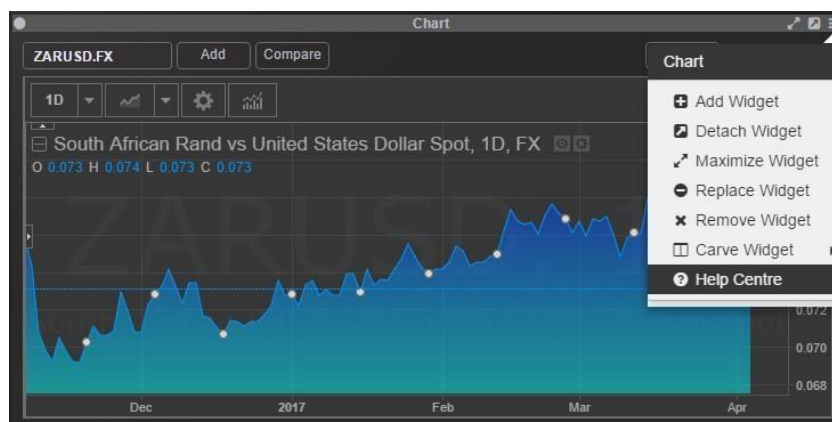 Chart
ZARUSD.FX
Add
Compare
1D
South African Rand vs United States Dollar Spot, 1D, FX
O 0.073 H 0.074 L 0.073 C 0.073
ZARUSD
Chart
Add Widget
Detach Widget
Maximize Widget
Replace Widget
Remove Widget
Carve Widget
Help Centre
0.072
0.070
0.068
Dec
2017
Feb
Mar
Apr